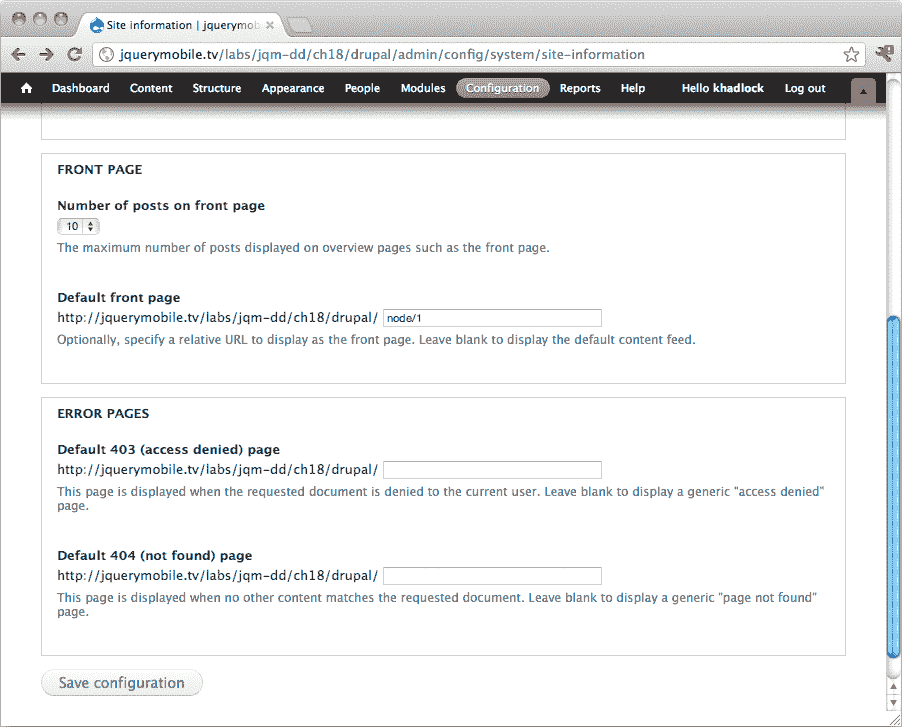 Site information | jquerymob
jquerymobile.tv/labs/jqm-dd/ch18/drupal/admin/config/system/site-information
Dashboard Content Structure Appearance People Modules Configuration Reports Help Hello khadlock Log out
FRONT PAGE
Number of posts on front page
10
The maximum number of posts displayed on overview pages such as the front page.
Default front page
http://jquerymobile.tv/labs/jqm-dd/ch18/drupal/ node/1
Optionally, specify a relative URL to display as the front page. Leave blank to display the default content feed.
ERROR PAGES
Default 403 (access denied) page
http://jquerymobile.tv/labs/jqm-dd/ch18/drupal/
This page is displayed when the requested document is denied to the current user. Leave blank to display a generic "access denied"
page.
Default 404 (not found) page
http://jquerymobile.tv/labs/jqm-dd/ch18/drupal/
This page is displayed when no other content matches the requested document. Leave blank to display a generic "page not found"
page.
Save configuration